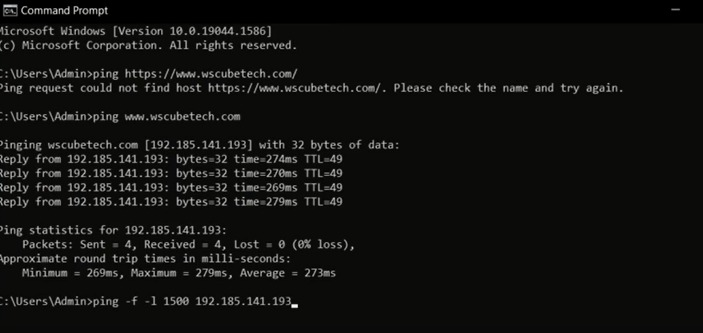 Command Prompt
Microsoft Windows [Version 10.0.19044.1586]
(c) Microsoft Corporation. All rights reserved.
C:\Users\Admin>ping https://www.wscubetech.com/
Ping request could not find host https://www.wscubetech.com/. Please check the name and try again.
C:\Users\Admin>ping www.wscubetech.com
Pinging wscubetech.com [192.185.141.193] with 32 bytes of data:
Reply from 192.185.141.193: bytes=32 time=274ms TTL=49
Reply from 192.185.141.193: bytes=32 time=270ms TTL=49
Reply from 192.185.141.193: bytes=32 time=269ms TTL=49
Reply from 192.185.141.193: bytes=32 time=279ms TTL=49
Ping statistics for 192.185.141.193:
Packets: Sent = 4, Received = 4, Lost = 0 (0% loss),
Approximate round trip times in milli-seconds:
Minimum = 269ms, Maximum = 279ms, Average = 273ms
C:\Users\Admin>ping -f -l 1500 192.185.141.193